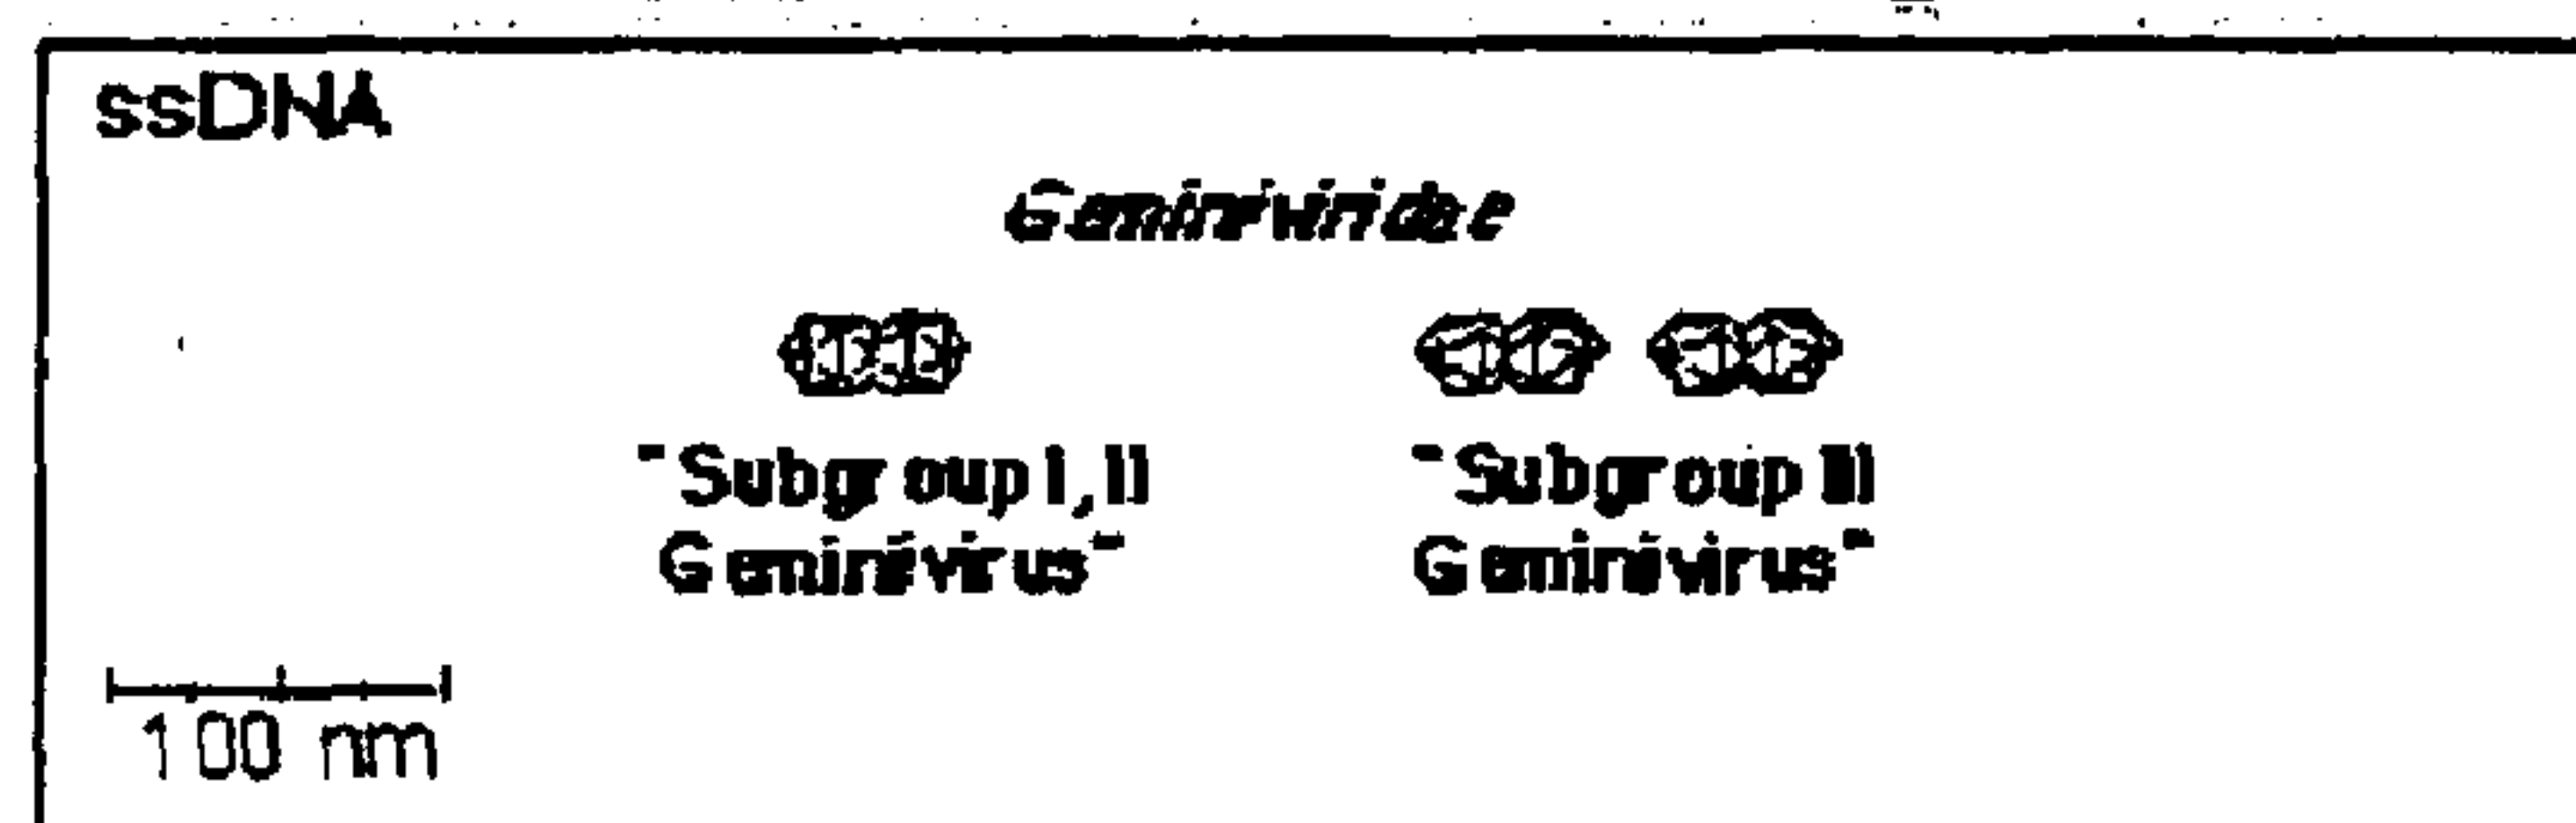 ssDNA
Geminiviridae
"Subgroup I, II
Geminivirus"
"Subgroup III
Geminivirus"
100 nm